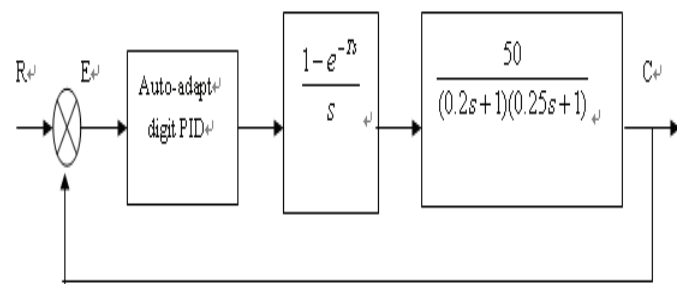 R↵
E↵
Auto-adapt↵
digit PID↵
1-e^{-Ts}
s
↵
50
(0.2s+1)(0.25s+1)
↵
C↵